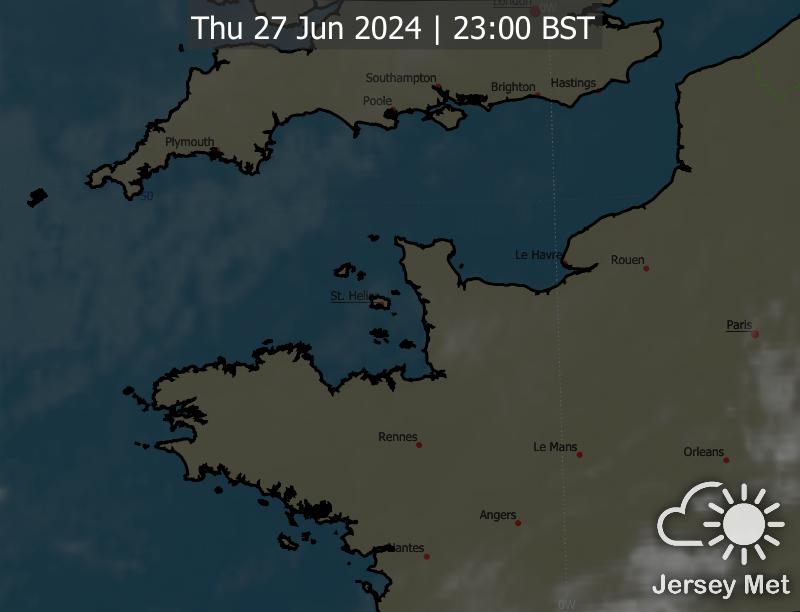 London
0W
Thu 27 Jun 2024 | 23:00 BST
Southampton
Brighton
Hastings
Poole
Plymouth
50
Le Havre
Rouen
St. Helier
Paris
Rennes
Le Mans
Orleans
Angers
Nantes
Jersey Met
0W